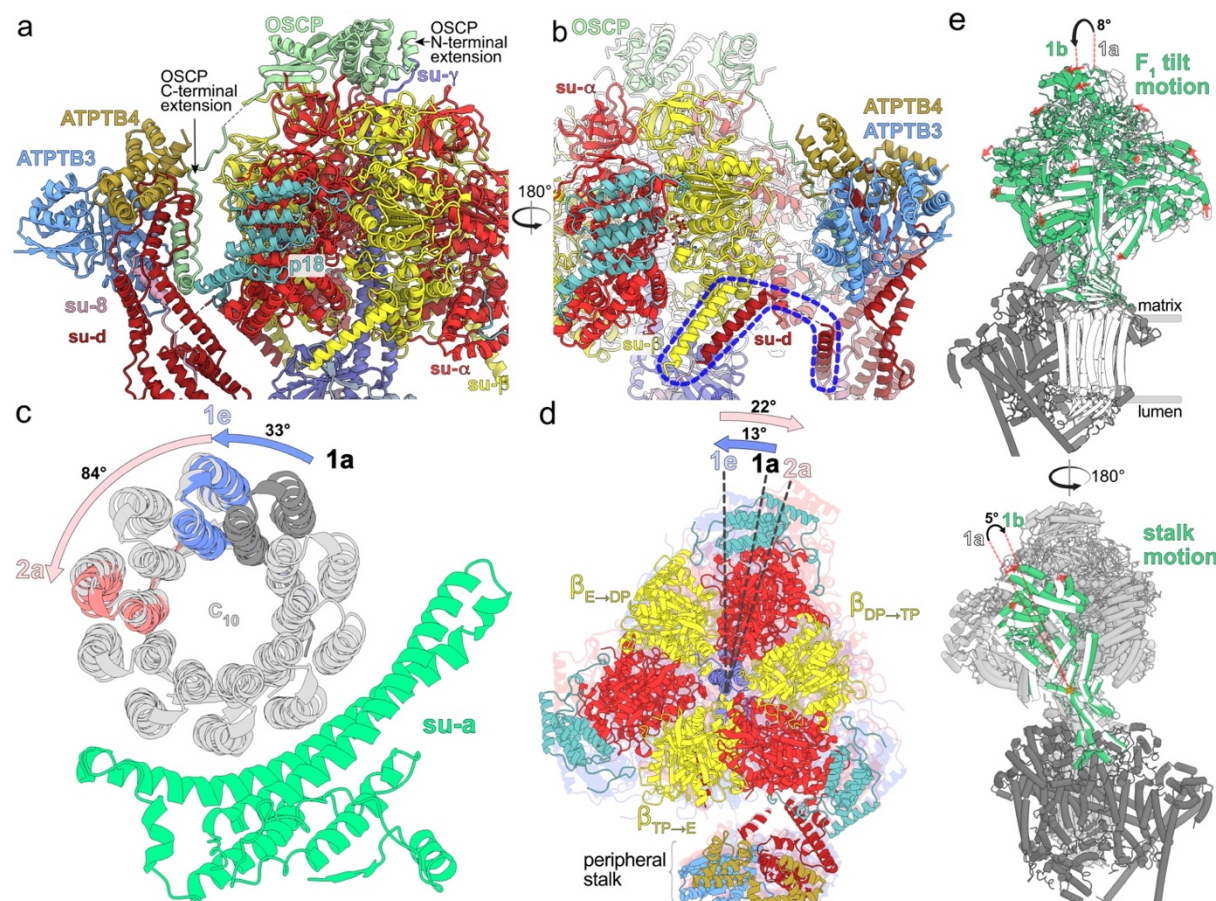 a
OSCP
OSCP
N-terminal
extension
su-γ
OSCP
C-terminal
extension
ATPTB4
ATPTB3
p18
su-8
su-d
su-α
su-β
b
OSCP
su-α
ATPTB4
ATPTB3
180°
su-β
su-d
c
1e
33°
1a
84°
2a
C10
su-a
d
22°
13°
1e
1a
2a
βE→DP
βDP→TP
βTP→E
peripheral
stalk
e
8°
1b
1a
F1 tilt
motion
matrix
lumen
180°
5°
1b
1a
stalk
motion